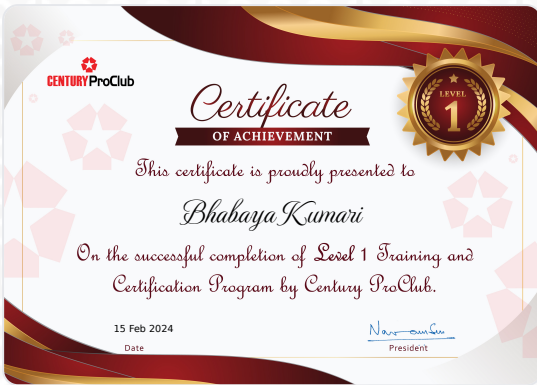 CENTURY ProClub
Certificate
OF ACHIEVEMENT
LEVEL
1
This certificate is proudly presented to
Bhabaya Kumari
On the successful completion of Level 1 Training and
Certification Program by Century ProClub.
15 Feb 2024
Date
President